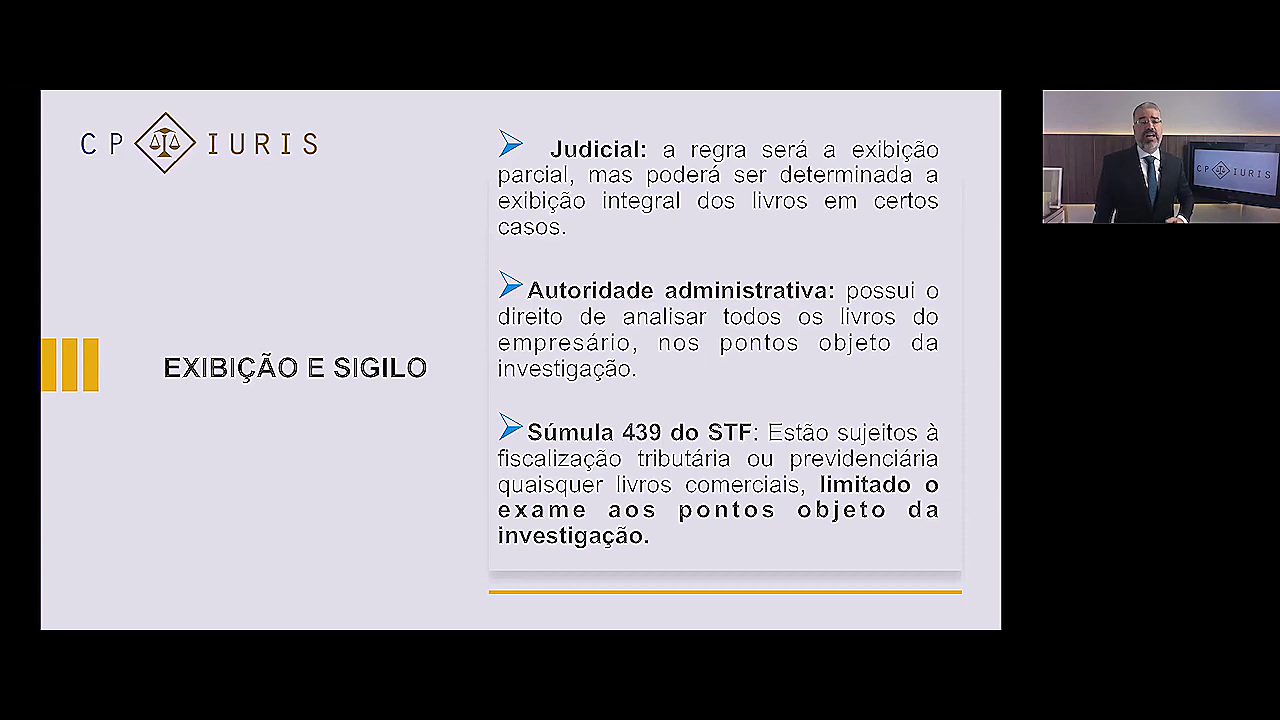 CP IURIS
EXIBIÇÃO E SIGILO
Judicial: a regra será a exibição
parcial, mas poderá ser determinada a
exibição integral dos livros em certos
casos.
Autoridade administrativa: possui o
direito de analisar todos os livros do
empresário, nos pontos objeto da
investigação.
Súmula 439 do STF: Estão sujeitos à
fiscalização tributária ou previdenciária
quaisquer livros comerciais, limitado o
exame aos pontos objeto da
investigação.
CP IURIS